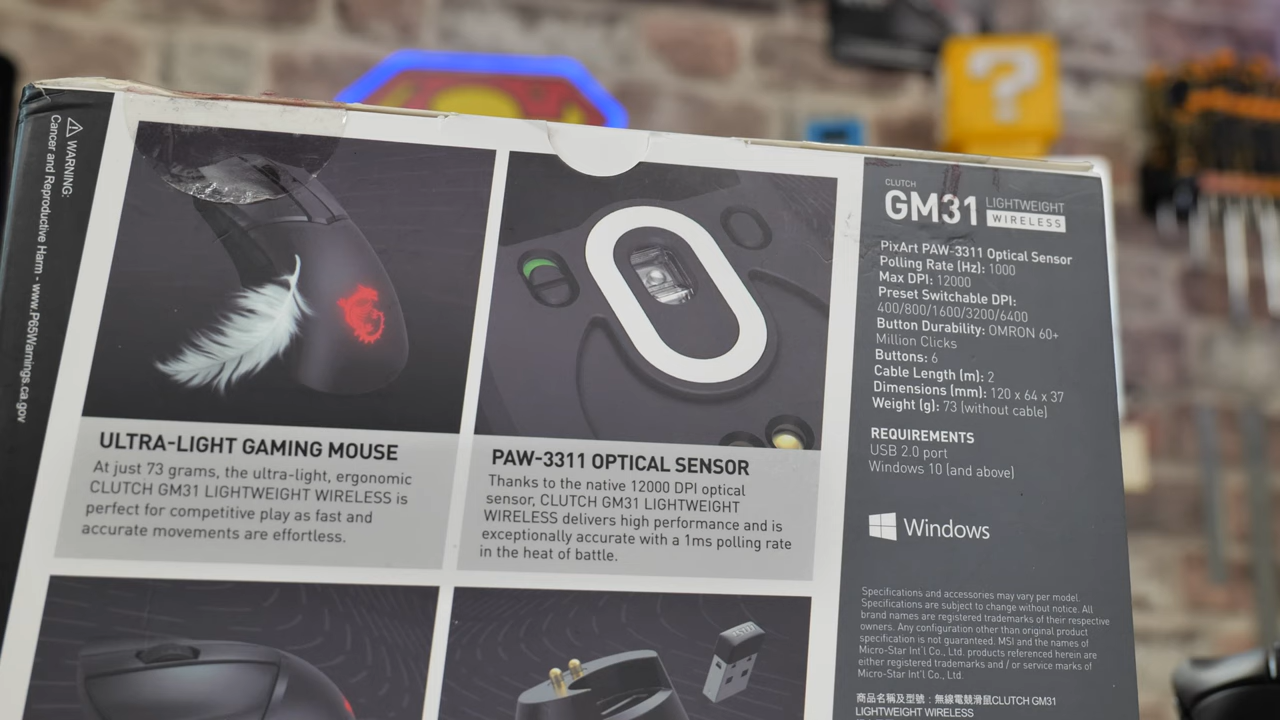 ⚠ WARNING:
Cancer and Reproductive Harm - www.P65Warnings.ca.gov
ULTRA-LIGHT GAMING MOUSE
At just 73 grams, the ultra-light, ergonomic
CLUTCH GM31 LIGHTWEIGHT WIRELESS is
perfect for competitive play as fast and
accurate movements are effortless.
PAW-3311 OPTICAL SENSOR
Thanks to the native 12000 DPI optical
sensor, CLUTCH GM31 LIGHTWEIGHT
WIRELESS delivers high performance and is
exceptionally accurate with a 1ms polling rate
in the heat of battle.
CLUTCH
GM31 LIGHTWEIGHT
WIRELESS
PixArt PAW-3311 Optical Sensor
Polling Rate (Hz): 1000
Max DPI: 12000
Preset Switchable DPI:
400/800/1600/3200/6400
Button Durability: OMRON 60+
Million Clicks
Buttons: 6
Cable Length (m): 2
Dimensions (mm): 120 x 64 x 37
Weight (g): 73 (without cable)
REQUIREMENTS
USB 2.0 port
Windows 10 (and above)
Windows
Specifications and accessories may vary per model.
Specifications are subject to change without notice. All
brand names are registered trademarks of their respective
owners. Any configuration other than original product
specification is not guaranteed. MSI and the names of
Micro-Star Int'l Co., Ltd. products referenced herein are
either registered trademarks and / or service marks of
Micro-Star Int'l Co., Ltd.
商品名稱及型號：無線電競滑鼠CLUTCH GM31
LIGHTWEIGHT WIRELESS
msi
?